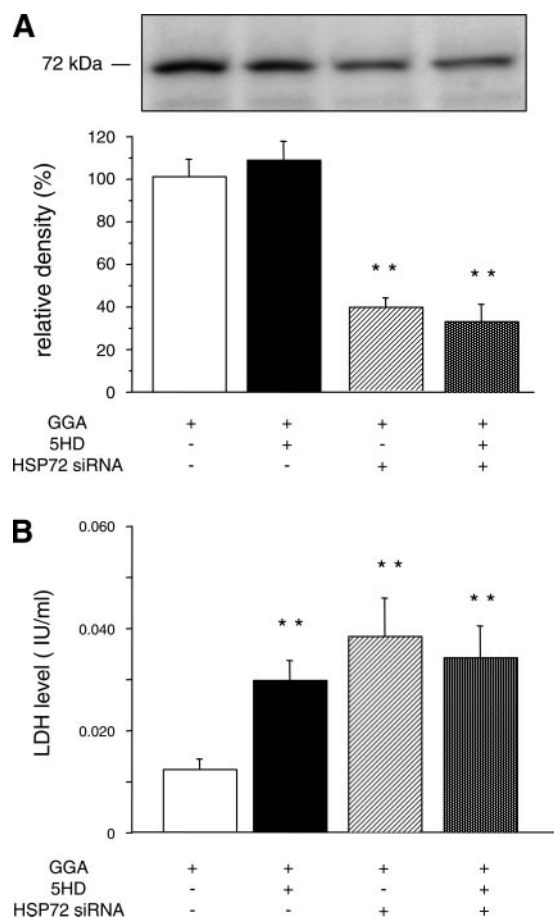 A
72 kDa —
120
100
80
60
40
20
0
relative density (%)
** **
GGA + + + +
5HD - + - +
HSP72 siRNA - - + +
B
0.060
0.040
0.020
0
LDH level ( IU/ml)
** ** **
GGA + + + +
5HD - + - +
HSP72 siRNA - - + +